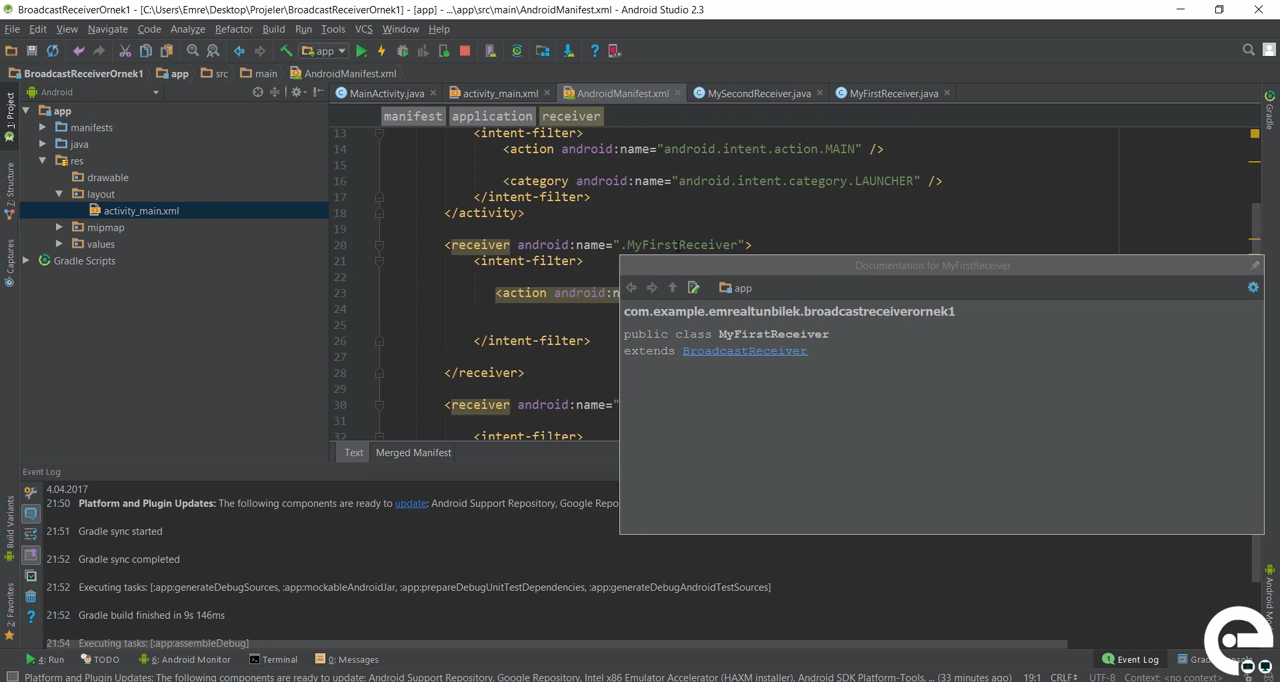 BroadcastReceiverOrnek1 - [C:\Users\Emre\Desktop\Projeler\BroadcastReceiverOrnek1] - [app] - ...\app\src\main\AndroidManifest.xml - Android Studio 2.3
File Edit View Navigate Code Analyze Refactor Build Run Tools VCS Window Help
app
BroadcastReceiverOrnek1 app src main AndroidManifest.xml
Android
MainActivity.java activity_main.xml AndroidManifest.xml MySecondReceiver.java MyFirstReceiver.java
1: Project
Z: Structure
Captures
Build Variants
2: Favorites
Gradle
app
manifests
java
res
drawable
layout
activity_main.xml
mipmap
values
Gradle Scripts
manifest application receiver
13 <intent-filter>
14 <action android:name="android.intent.action.MAIN" />
15
16 <category android:name="android.intent.category.LAUNCHER" />
17 </intent-filter>
18 </activity>
19
20 <receiver android:name=".MyFirstReceiver">
21 <intent-filter>
22
23 <action android:n
24
25
26 </intent-filter>
27
28 </receiver>
29
30 <receiver android:name="
31
32 <intent-filter>
Text Merged Manifest
Documentation for MyFirstReceiver
app
com.example.emrealtunbilek.broadcastreceiverornek1
public class MyFirstReceiver
extends BroadcastReceiver
Event Log
4.04.2017
21:50 Platform and Plugin Updates: The following components are ready to update: Android Support Repository, Google Repo
21:51 Gradle sync started
21:52 Gradle sync completed
21:52 Executing tasks: [:app:generateDebugSources, :app:mockableAndroidJar, :app:prepareDebugUnitTestDependencies, :app:generateDebugAndroidTestSources]
21:52 Gradle build finished in 9s 146ms
21:54 Executing tasks: [:app:assembleDebug]
4: Run TODO 6: Android Monitor Terminal 0: Messages 1 Event Log
Platform and Plugin Updates: The following components are ready to update: Android Support Repository, Google Repository, Intel x86 Emulator Accelerator (HAXM installer), Android SDK Platform-Tools, ... (33 minutes ago) 19:1 CRLF UTF-8 Context: <no context>